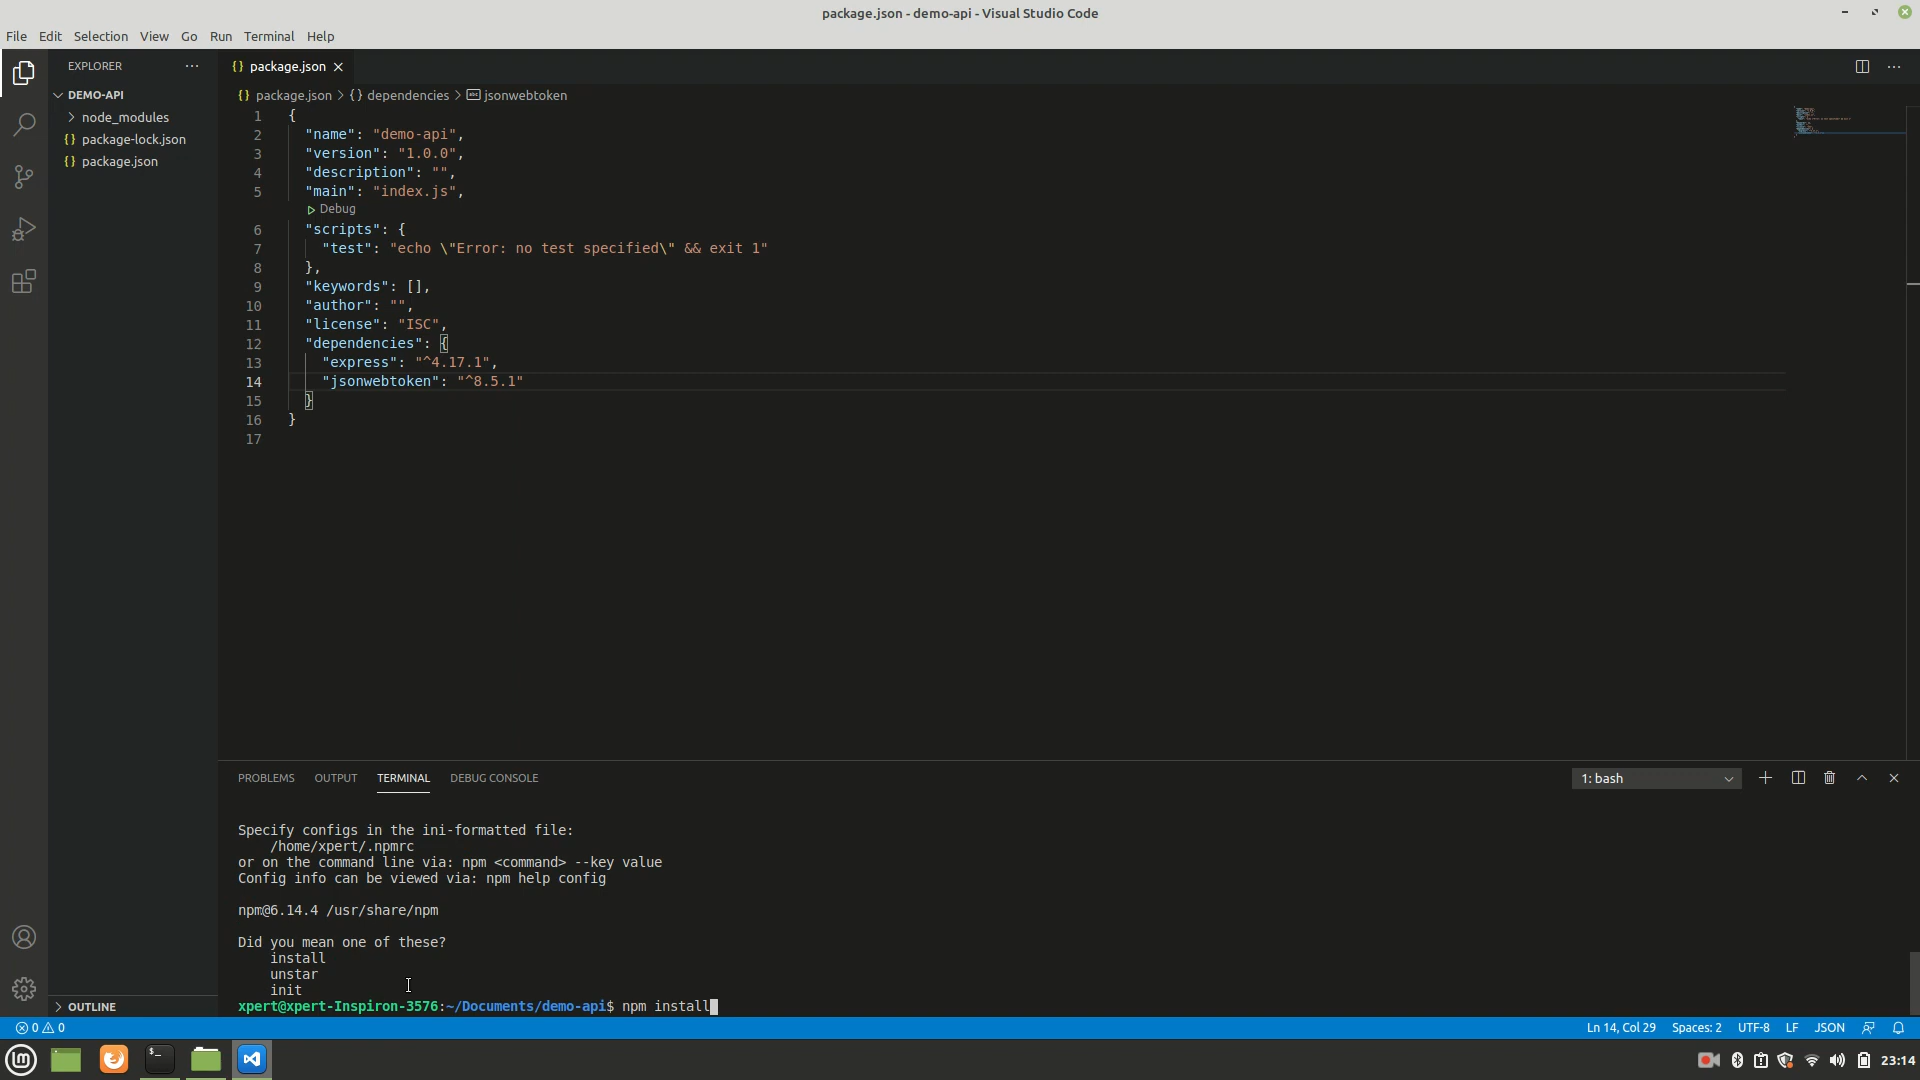 package.json - demo-api - Visual Studio Code
File Edit Selection View Go Run Terminal Help
EXPLORER
DEMO-API
node_modules
package-lock.json
package.json
package.json
package.json > {} dependencies > jsonwebtoken
1 {
2 "name": "demo-api",
3 "version": "1.0.0",
4 "description": "",
5 "main": "index.js",
Debug
6 "scripts": {
7 "test": "echo \"Error: no test specified\" && exit 1"
8 },
9 "keywords": [],
10 "author": "",
11 "license": "ISC",
12 "dependencies": {
13 "express": "^4.17.1",
14 "jsonwebtoken": "^8.5.1"
15 }
16 }
17
PROBLEMS OUTPUT TERMINAL DEBUG CONSOLE
1: bash
Specify configs in the ini-formatted file:
/home/xpert/.npmrc
or on the command line via: npm <command> --key value
Config info can be viewed via: npm help config
npm@6.14.4 /usr/share/npm
Did you mean one of these?
install
unstar
init
xpert@xpert-Inspiron-3576:~/Documents/demo-api$ npm install
OUTLINE
0 0
Ln 14, Col 29 Spaces: 2 UTF-8 LF JSON
23:14